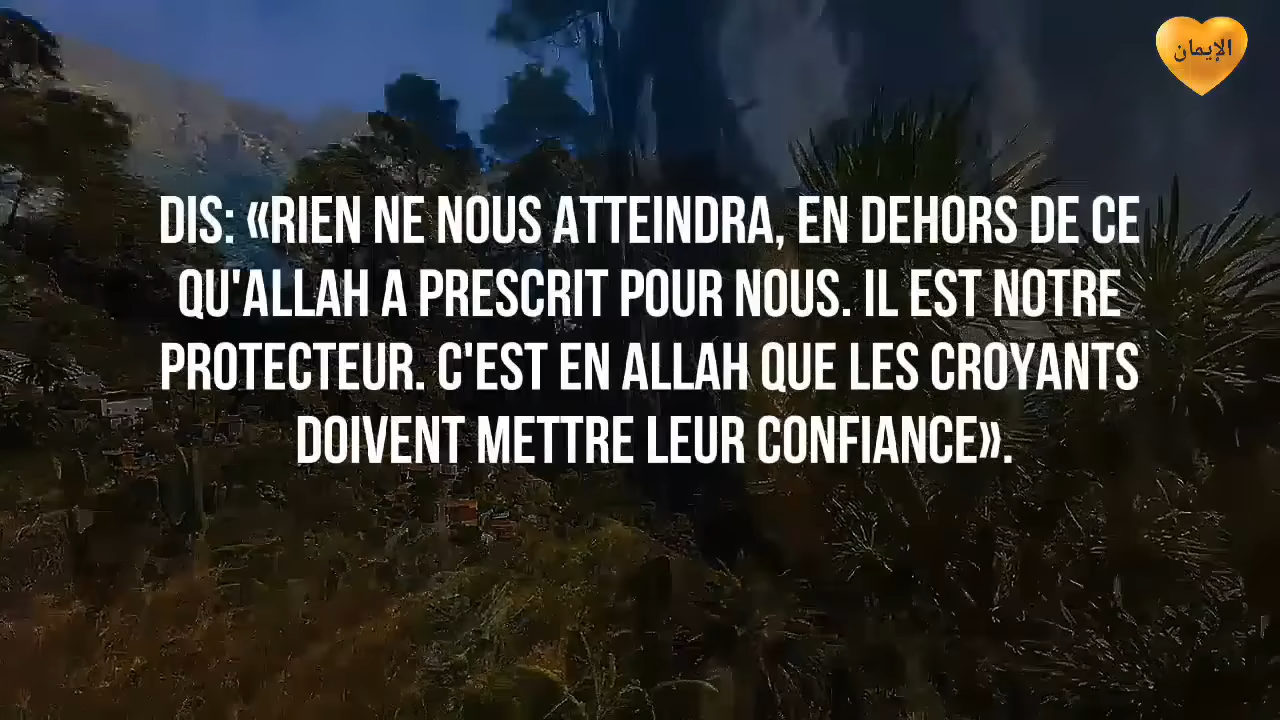 الإيمان
DIS: «RIEN NE NOUS ATTEINDRA, EN DEHORS DE CE
QU'ALLAH A PRESCRIT POUR NOUS. IL EST NOTRE
PROTECTEUR. C'EST EN ALLAH QUE LES CROYANTS
DOIVENT METTRE LEUR CONFIANCE».